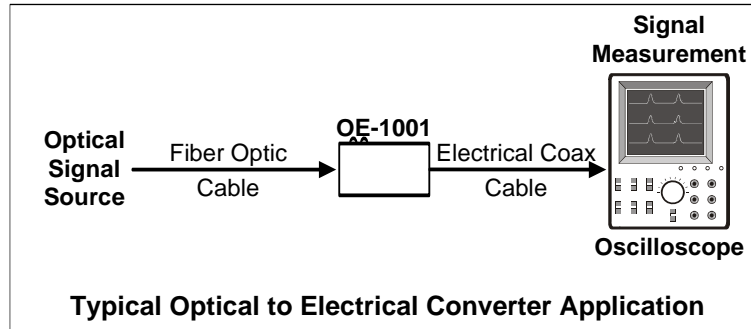 Signal
Measurement
OE-1001
Optical
Signal
Source
Fiber Optic
Cable
Electrical Coax
Cable
Oscilloscope
Typical Optical to Electrical Converter Application